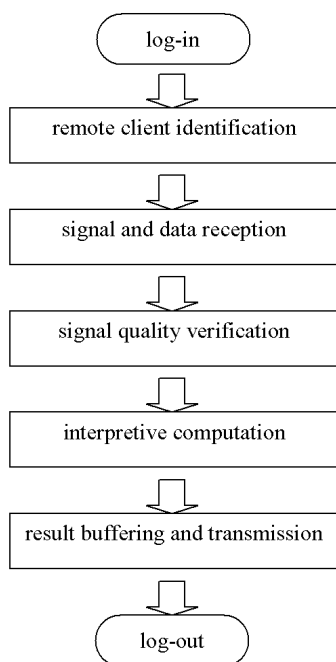 log-in
remote client identification
signal and data reception
signal quality verification
interpretive computation
result buffering and transmission
log-out